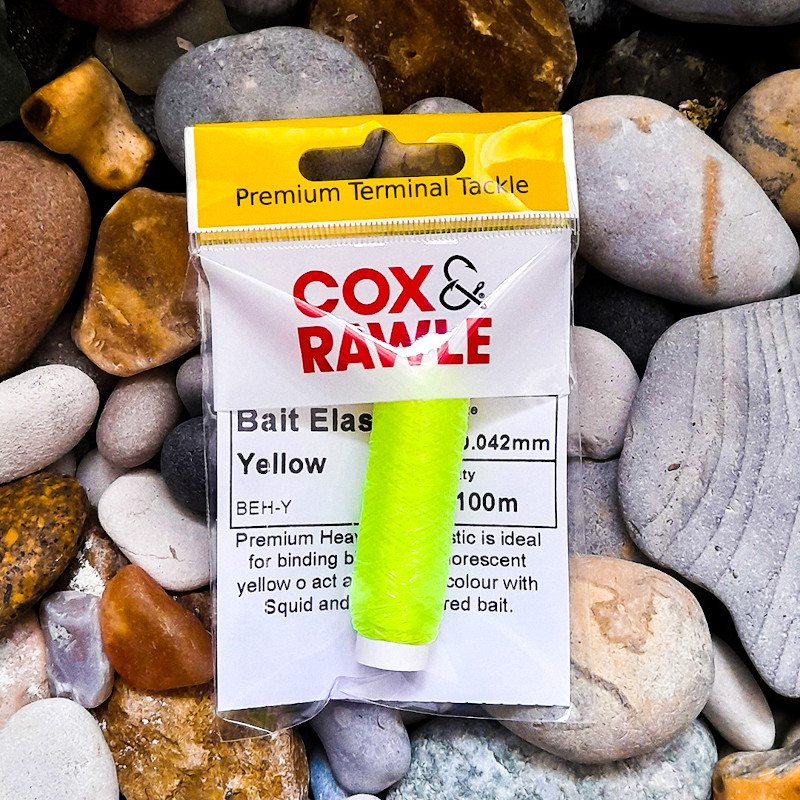 Premium Terminal Tackle
COX &
RAWLE
Bait Elas
Yellow
0.042mm
BEH-Y
100m
Premium Hea stic is ideal
for binding b orescent
yellow o act a colour with
Squid and red bait.